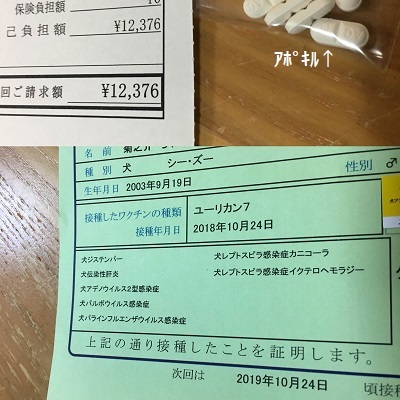 保険負担額
己負担額 ¥12,376
回ご請求額 ¥12,376
ｱﾎﾟｷﾙ↑
名前 菊之介
種別 犬 シー・ズー 性別 ♂
生年月日 2003年9月19日
接種したワクチンの種類 ユーリカン7
接種年月日 2018年10月24日
犬ジステンパー 犬レプトスピラ感染症カニコーラ
犬伝染性肝炎 犬レプトスピラ感染症イクテロヘモラジー
犬アデノウイルス2型感染症
犬パルボウイルス感染症
犬パラインフルエンザウイルス感染症
上記の通り接種したことを証明します。
次回は 2019年10月24日 頃接種